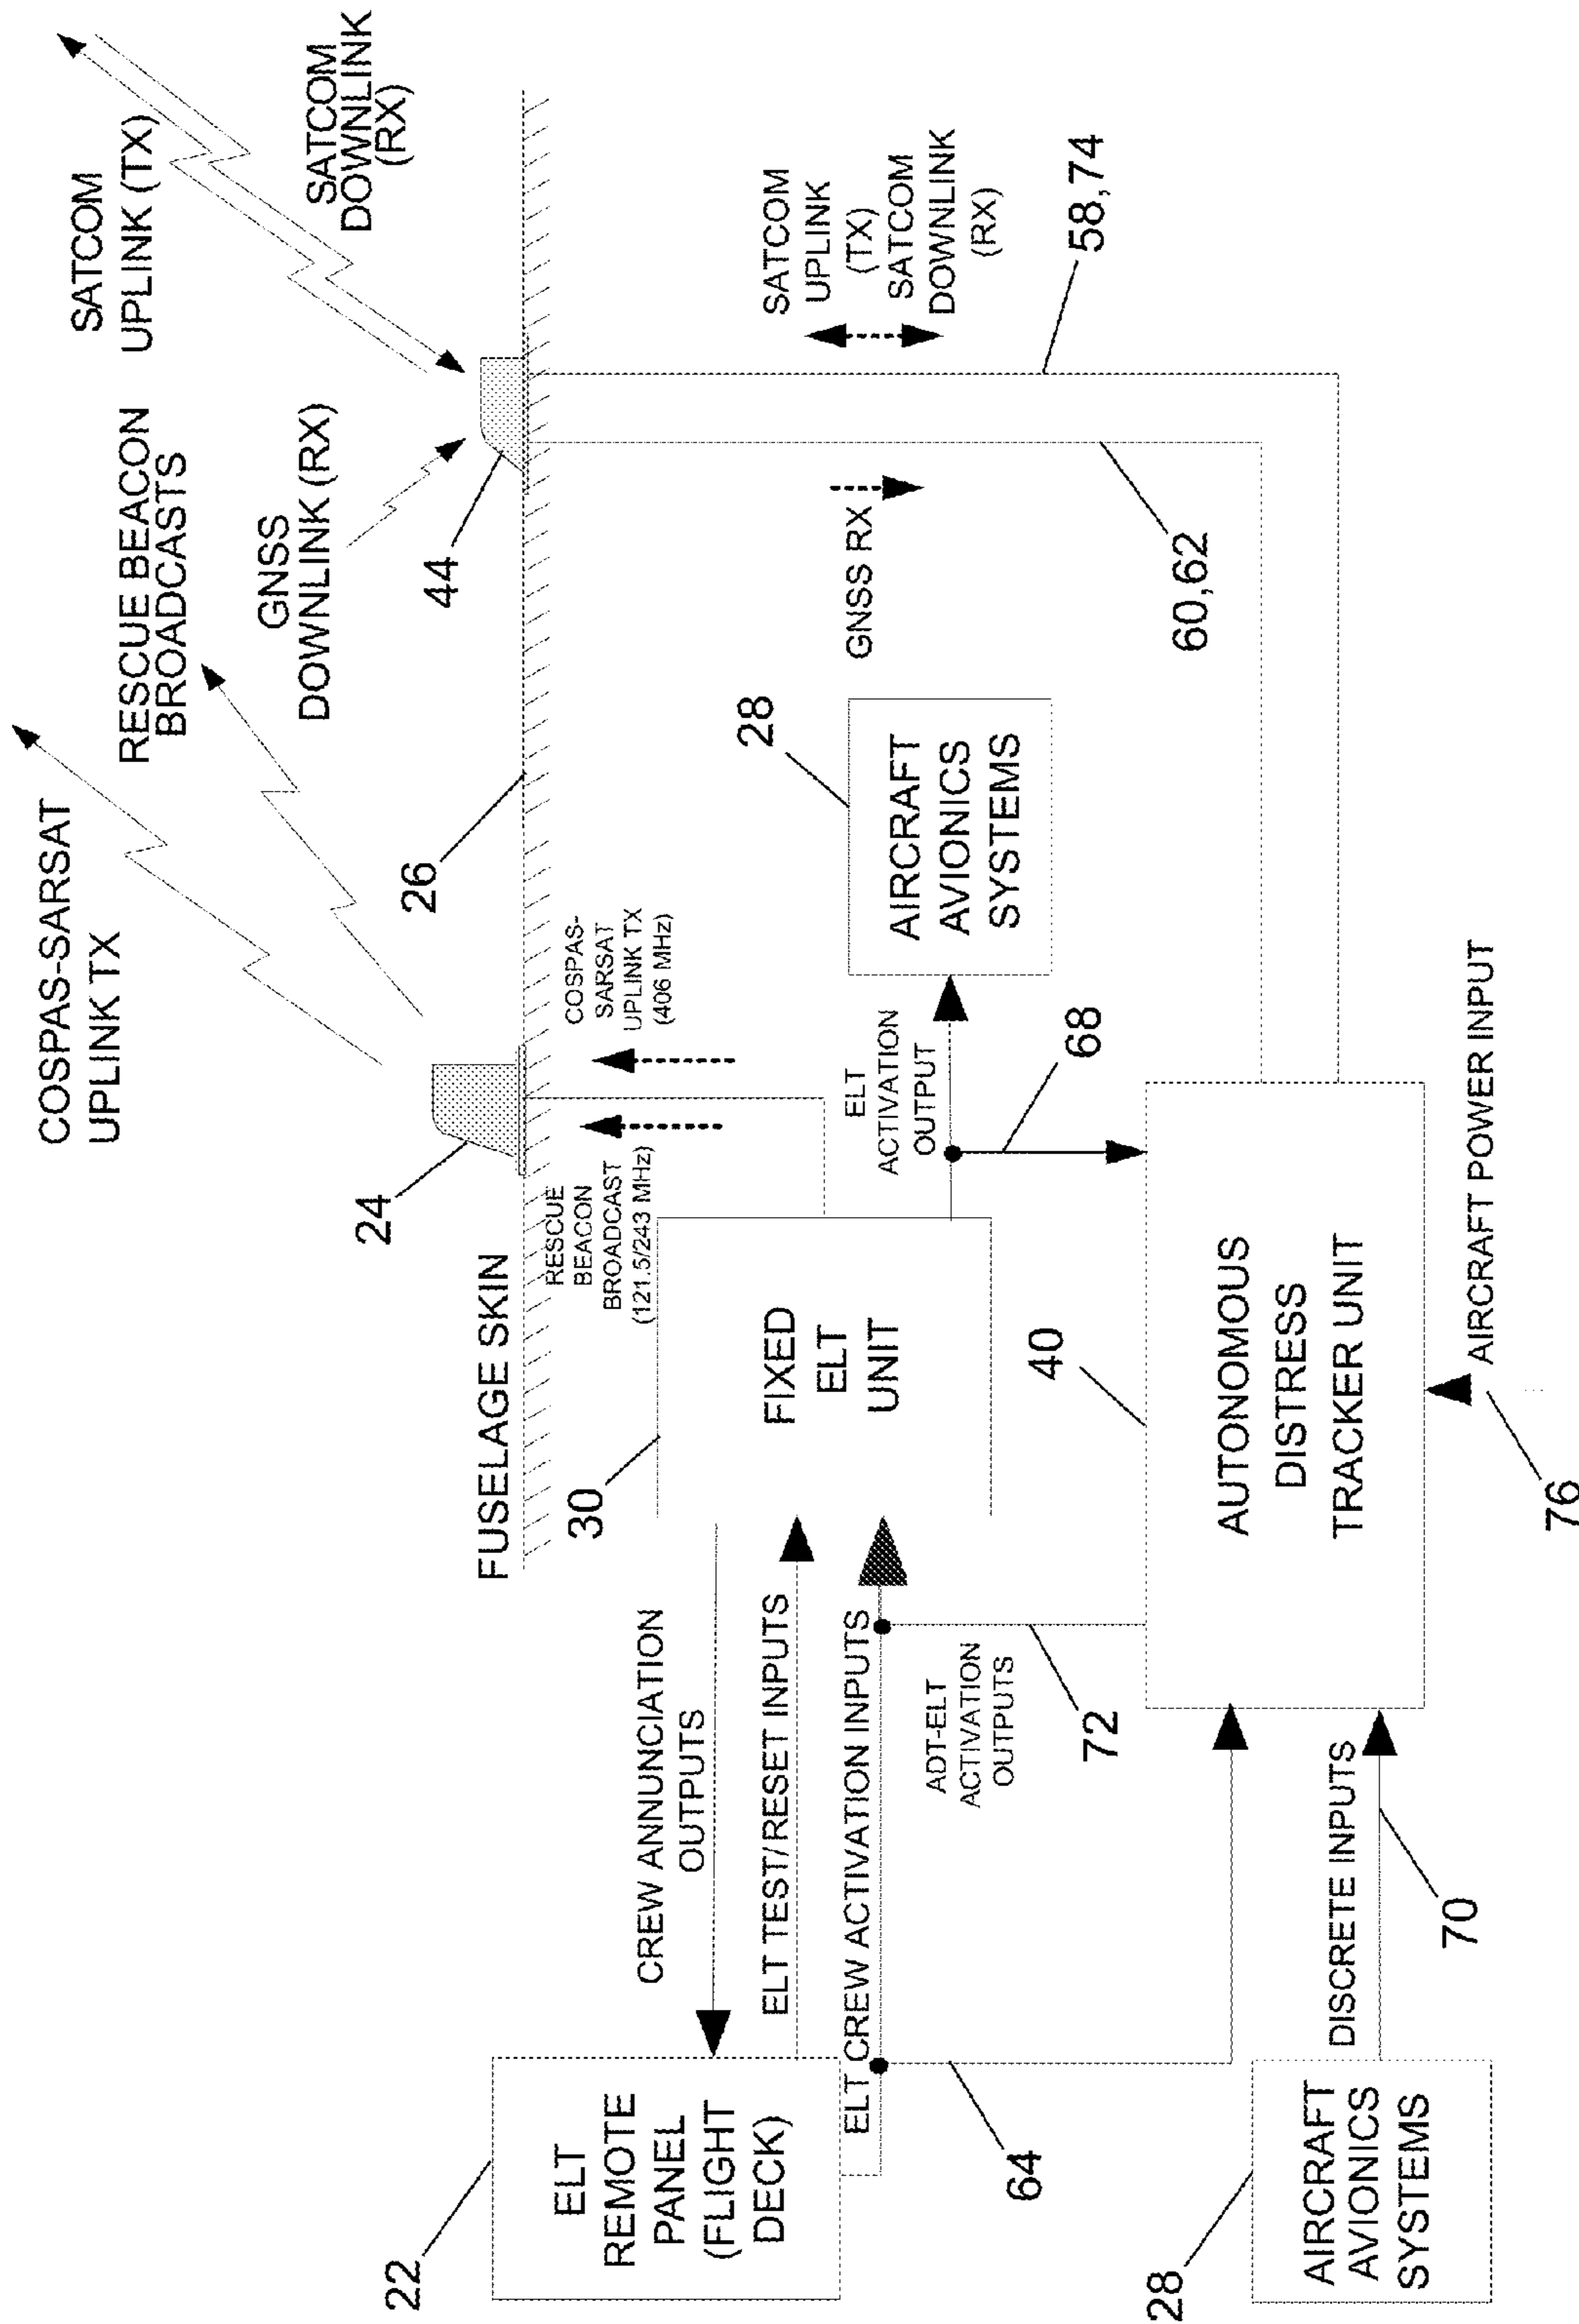 COSPAS-SARSAT
UPLINK TX
RESCUE BEACON
BROADCASTS
SATCOM
UPLINK (TX)
GNSS
DOWNLINK (RX)
SATCOM
DOWNLINK
(RX)
24
26
44
FUSELAGE SKIN
RESCUE
BEACON
BROADCAST
(121.5/243 MHz)
COSPAS-
SARSAT
UPLINK TX
(406 MHz)
SATCOM
UPLINK
(TX)
SATCOM
DOWNLINK
(RX)
GNSS RX
58,74
60,62
22
ELT
REMOTE
PANEL
(FLIGHT
DECK)
CREW ANNUNCIATION
OUTPUTS
ELT TEST/RESET INPUTS
ELT CREW ACTIVATION INPUTS
30
FIXED
ELT
UNIT
ELT
ACTIVATION
OUTPUT
28
AIRCRAFT
AVIONICS
SYSTEMS
68
64
ADT-ELT
ACTIVATION
OUTPUTS
72
40
AUTONOMOUS
DISTRESS
TRACKER UNIT
28
AIRCRAFT
AVIONICS
SYSTEMS
DISCRETE INPUTS
70
76
AIRCRAFT POWER INPUT